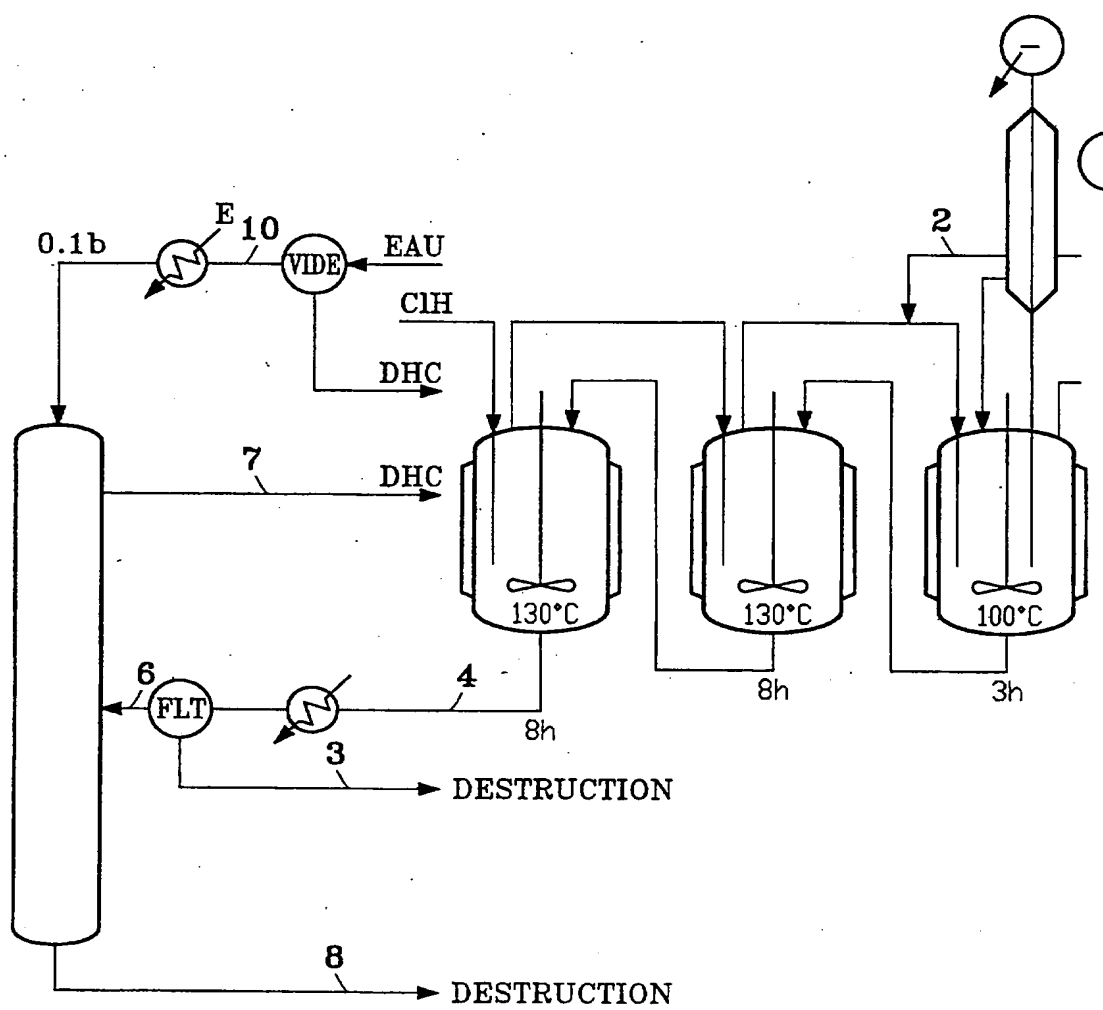 2
E
10
0.1b
VIDE
EAU
ClH
DHC
7
DHC
130°C
130°C
100°C
6
FLT
4
8h
8h
3h
3
DESTRUCTION
8
DESTRUCTION